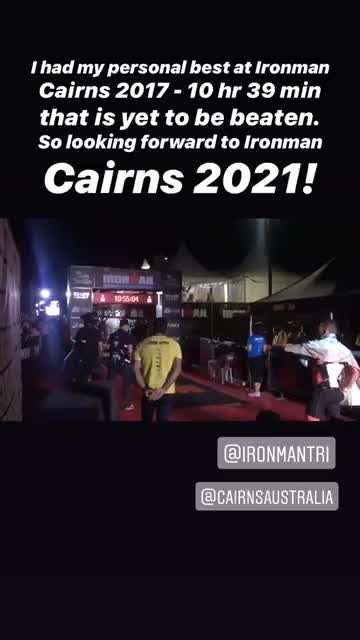 I had my personal best at Ironman
Cairns 2017 - 10 hr 39 min
that is yet to be beaten.
So looking forward to Ironman
Cairns 2021!
IRONMAN
10:55:04
@IRONMANTRI
@CAIRNSAUSTRALIA